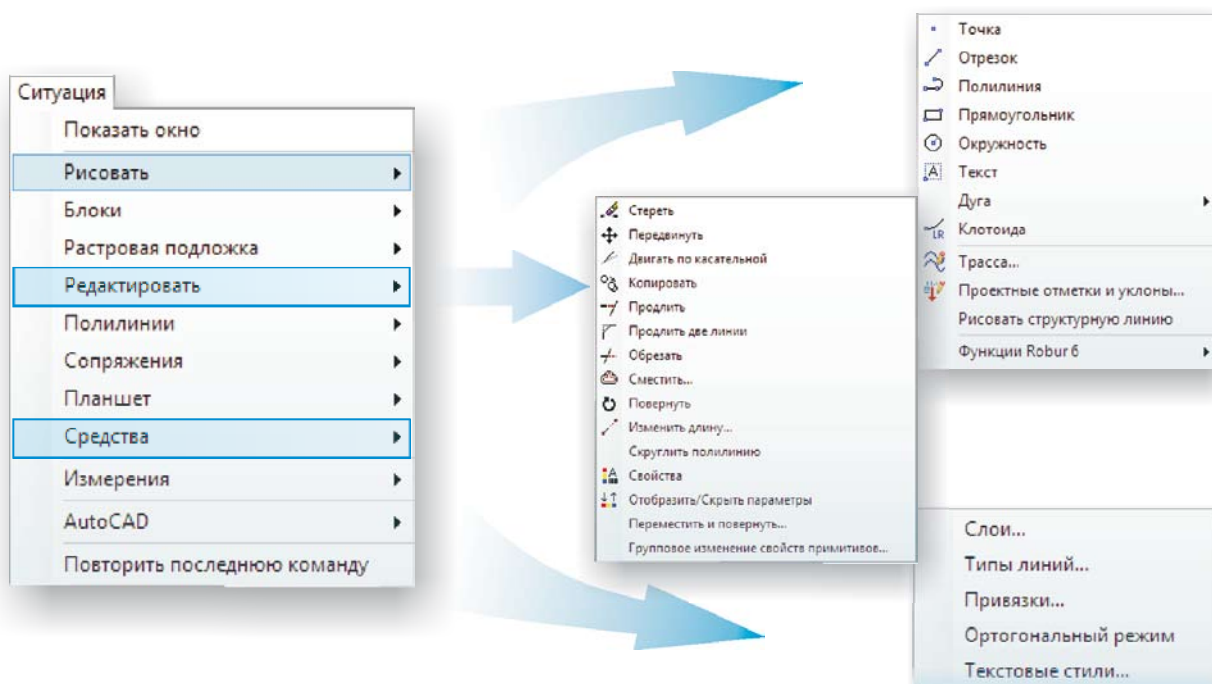 Ситуация
Показать окно
Рисовать
Блоки
Растровая подложка
Редактировать
Полилинии
Сопряжения
Планшет
Средства
Измерения
AutoCAD
Повторить последнюю команду
Стереть
Передвинуть
Двигать по касательной
Копировать
Продлить
Продлить две линии
Обрезать
Сместить...
Повернуть
Изменить длину...
Скруглить полилинию
Свойства
Отобразить/Скрыть параметры
Переместить и повернуть...
Групповое изменение свойств примитивов...
Точка
Отрезок
Полилиния
Прямоугольник
Окружность
A Текст
Дуга
LR Клотоида
Трасса...
Проектные отметки и уклоны...
Рисовать структурную линию
Функции Robur 6
Слои...
Типы линий...
Привязки...
Ортогональный режим
Текстовые стили...